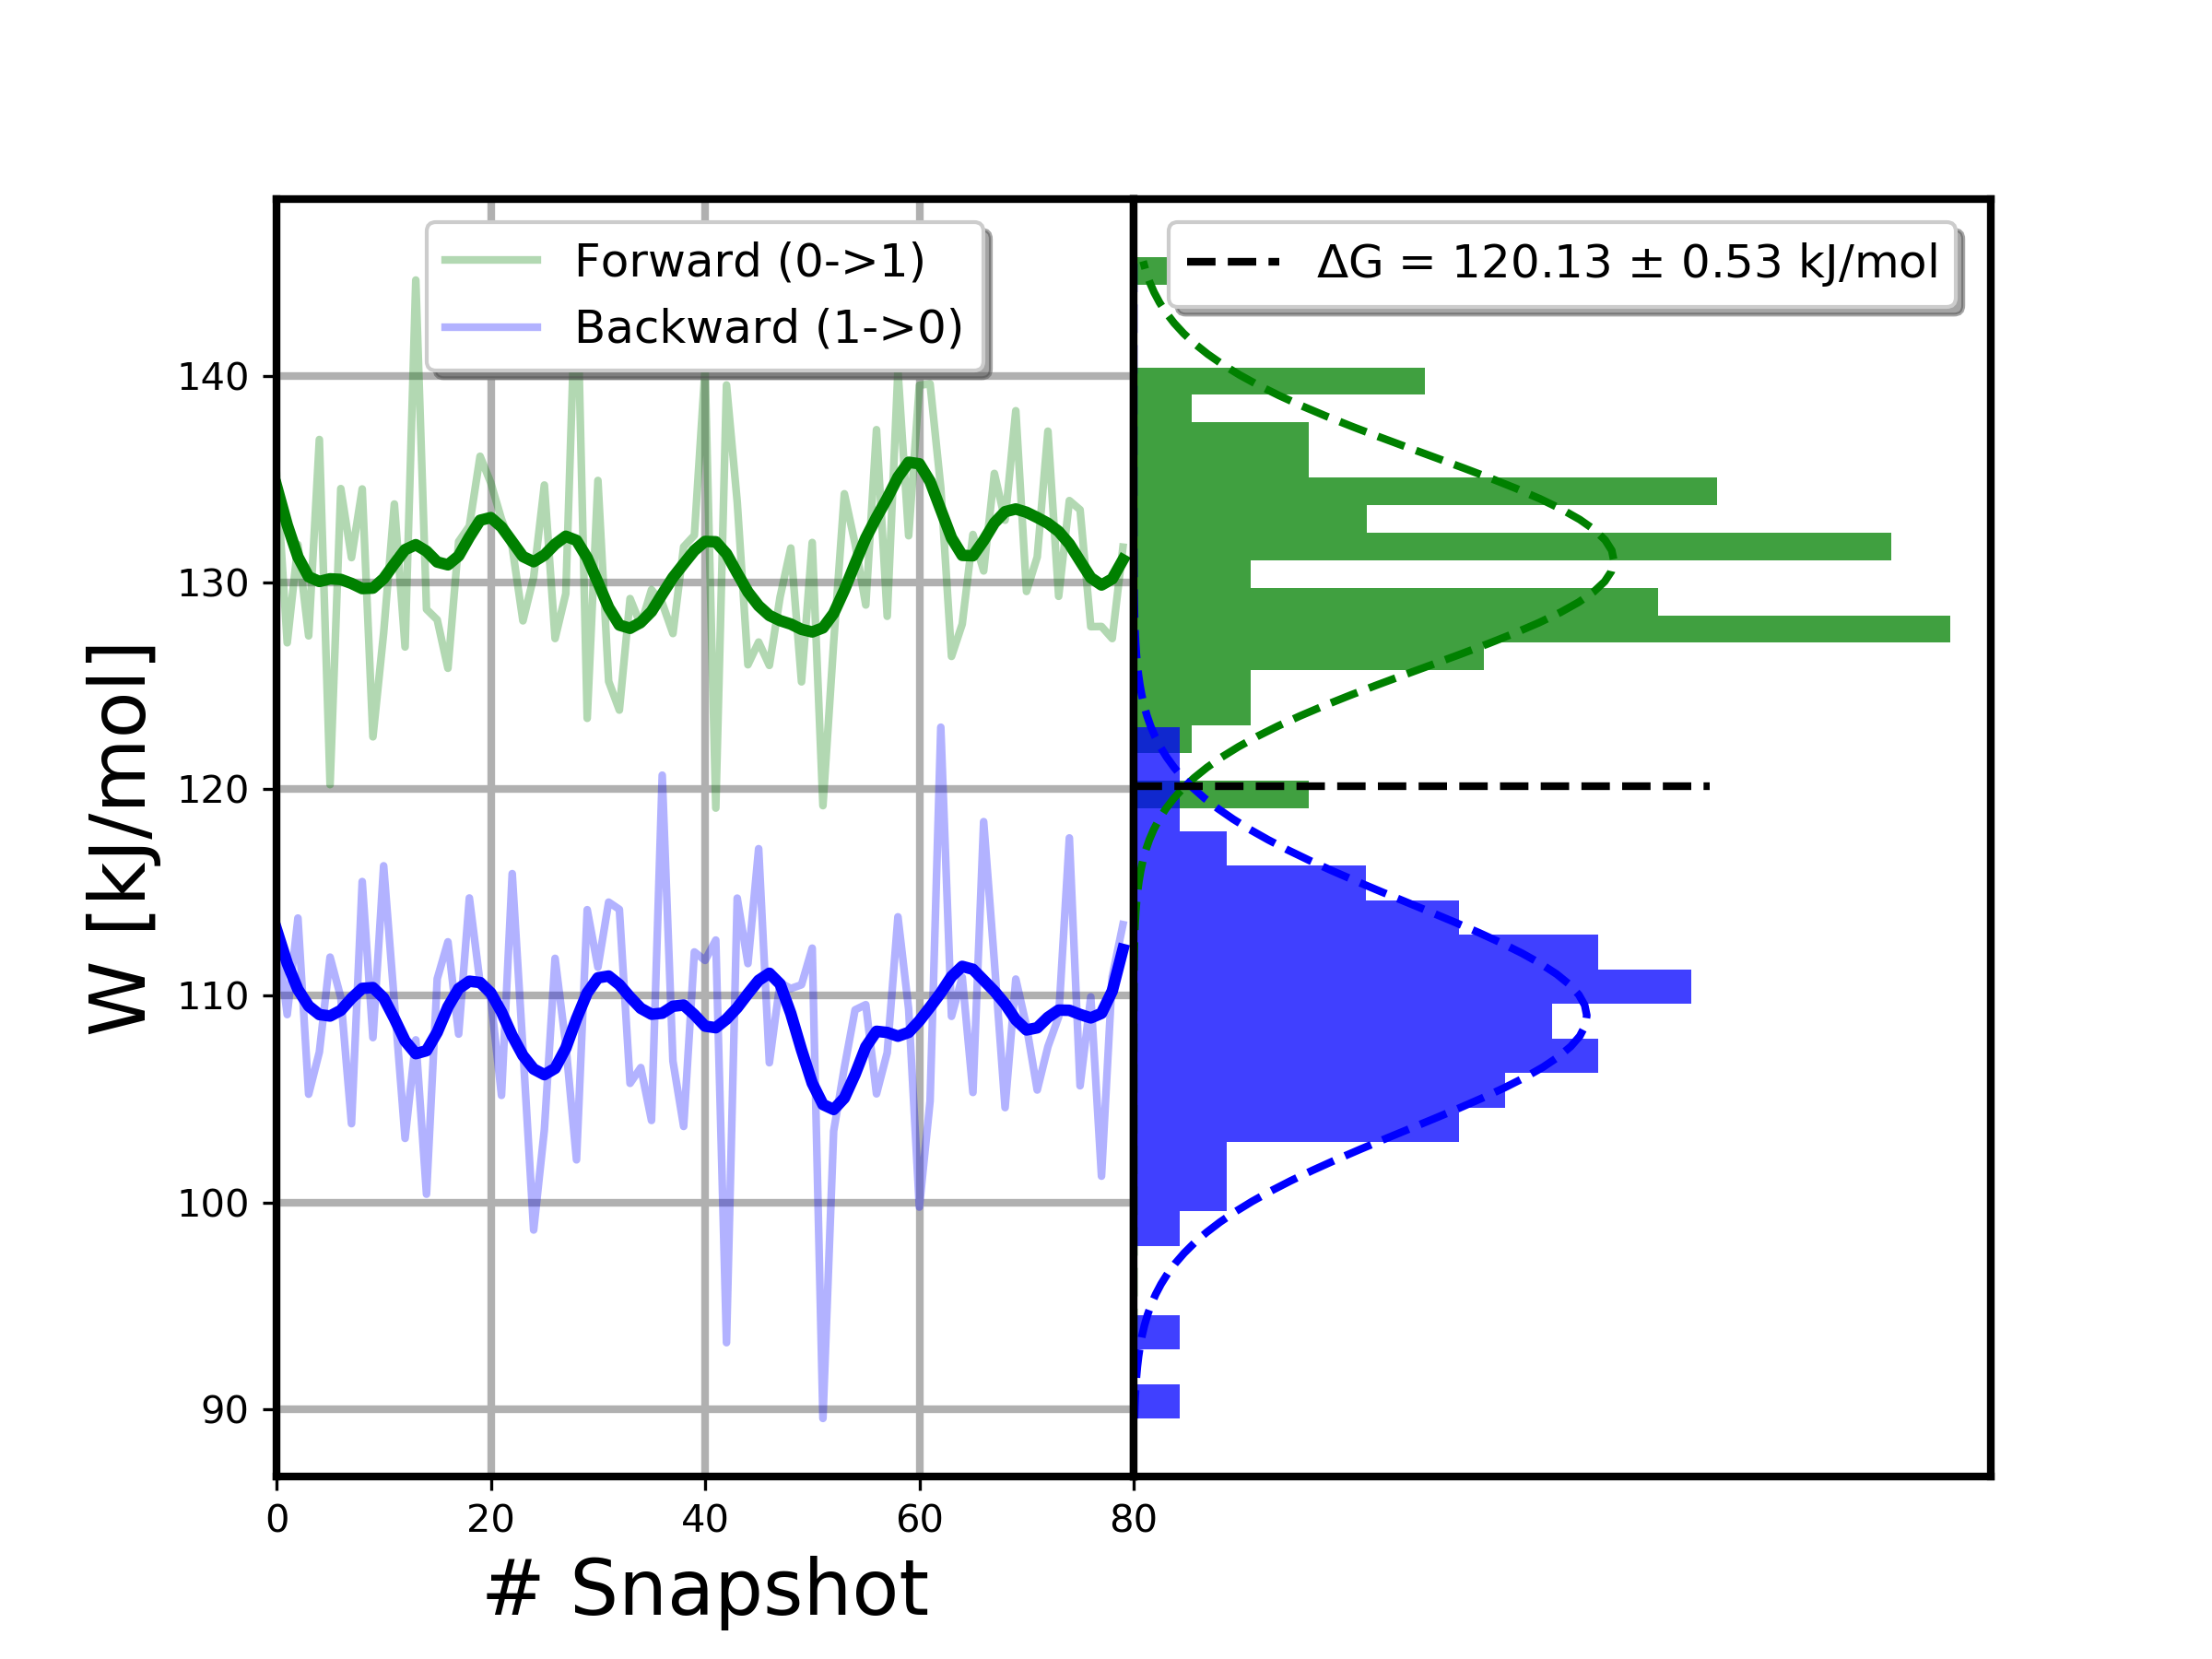 Forward (0->1)
Backward (1->0)
ΔG = 120.13 ± 0.53 kJ/mol
W [kJ/mol]
140
130
120
110
100
90
0 20 40 60 80
# Snapshot